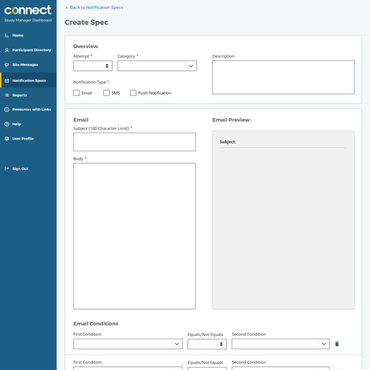 connect
Study Manager Dashboard
Home
Participant Directory
Site Messages
Notification Specs
Reports
Resources with Links
Help
User Profile
Sign Out
← Back to Notification Specs
Create Spec
Overview
Attempt *
Category *
Description
Notification Type *
Email
SMS
Push Notification
Email
Subject (100 Character Limit) *
Body *
Email Preview:
Subject:
Email Conditions
First Condition
Equals/Not Equals
Second Condition
First Condition
Equals/Not Equals
Second Condition